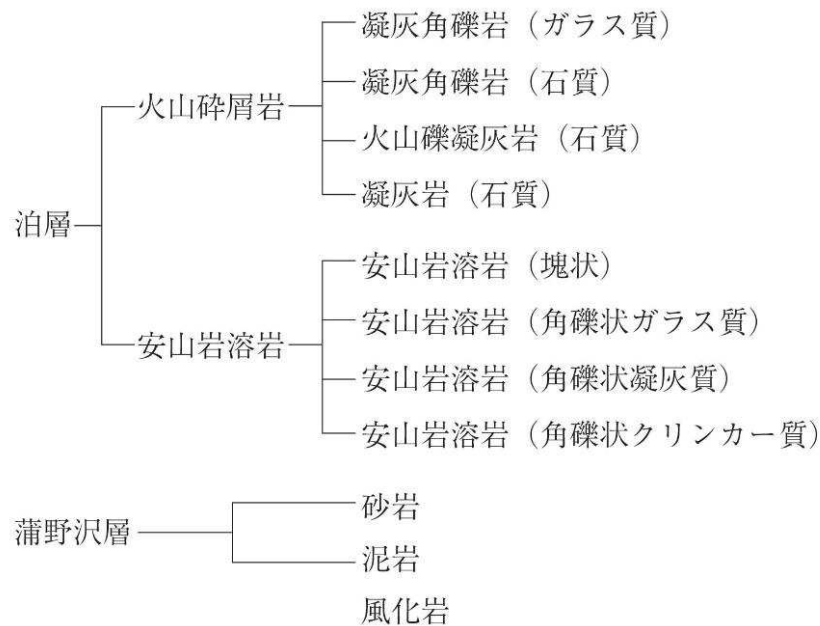 凝灰角礫岩（ガラス質）
凝灰角礫岩（石質）
火山砕屑岩
火山礫凝灰岩（石質）
凝灰岩（石質）
泊層
安山岩溶岩（塊状）
安山岩溶岩（角礫状ガラス質）
安山岩溶岩
安山岩溶岩（角礫状凝灰質）
安山岩溶岩（角礫状クリンカー質）
蒲野沢層
砂岩
泥岩
風化岩